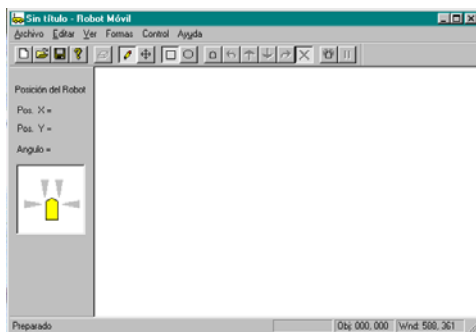 Sin título - Robot Móvil
Archivo Editar Ver Formas Control Ayuda
Posición del Robot
Pos. X =
Pos. Y =
Angulo =
Preparado Obj: 000, 000 Wnd: 508, 361